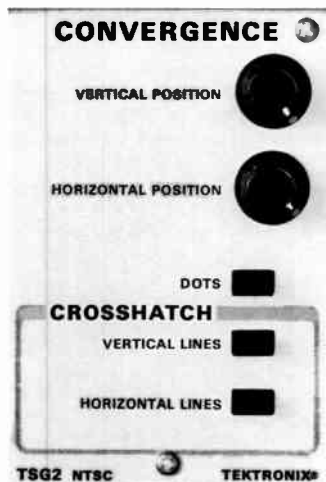 CONVERGENCE
VERTICAL POSITION
HORIZONTAL POSITION
DOTS
CROSSHATCH
VERTICAL LINES
HORIZONTAL LINES
TSG2 NTSC TEKTRONIX®